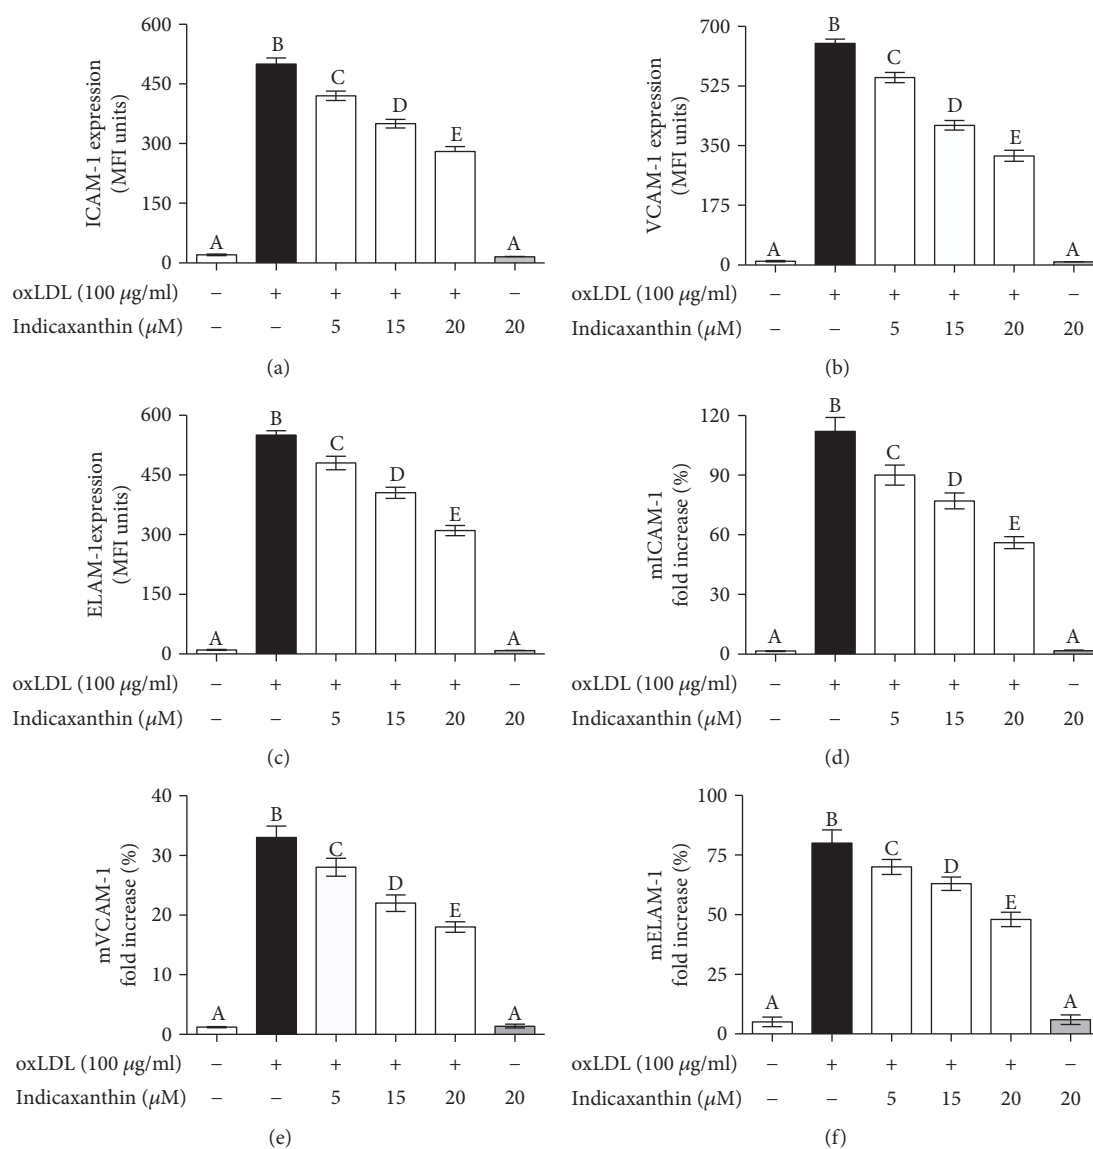 600
450
300
150
0
ICAM-1 expression
(MFI units)
A
B
C
D
E
A
oxLDL (100 μg/ml) – + + + + –
Indicaxanthin (μM) – – 5 15 20 20
(a)
700
525
350
175
0
VCAM-1 expression
(MFI units)
A
B
C
D
E
A
oxLDL (100 μg/ml) – + + + + –
Indicaxanthin (μM) – – 5 15 20 20
(b)
600
450
300
150
0
ELAM-1expression
(MFI units)
A
B
C
D
E
A
oxLDL (100 μg/ml) – + + + + –
Indicaxanthin (μM) – – 5 15 20 20
(c)
120
90
60
30
0
mICAM-1
fold increase (%)
A
B
C
D
E
A
oxLDL (100 μg/ml) – + + + + –
Indicaxanthin (μM) – – 5 15 20 20
(d)
40
30
20
10
0
mVCAM-1
fold increase (%)
A
B
C
D
E
A
oxLDL (100 μg/ml) – + + + + –
Indicaxanthin (μM) – – 5 15 20 20
(e)
100
75
50
25
0
mELAM-1
fold increase (%)
A
B
C
D
E
A
oxLDL (100 μg/ml) – + + + + –
Indicaxanthin (μM) – – 5 15 20 20
(f)